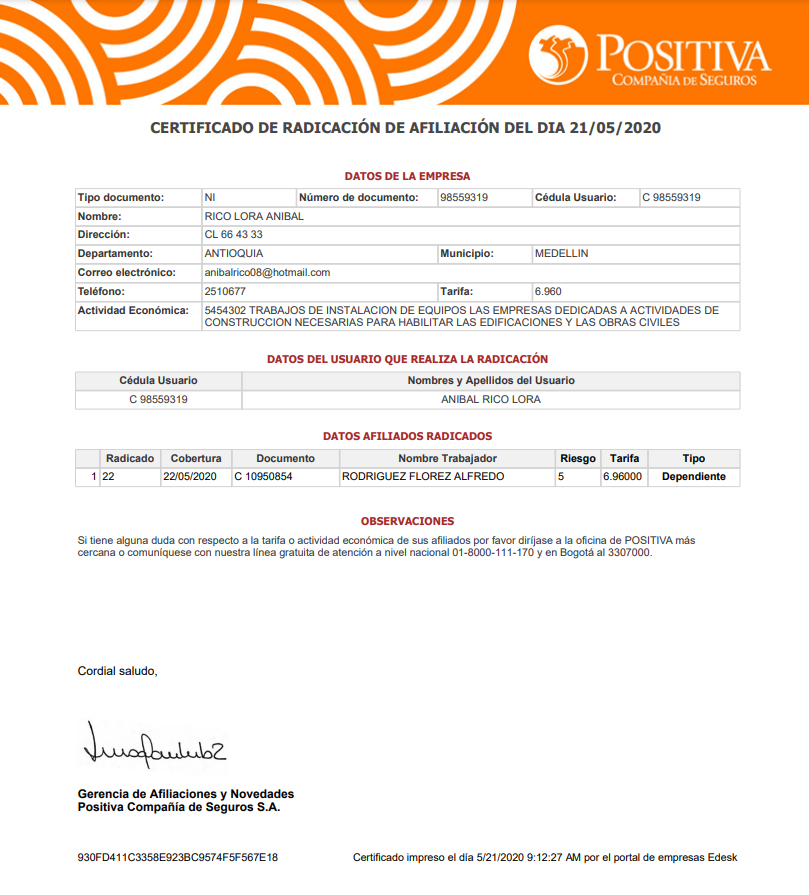 POSITIVA
COMPAÑIA DE SEGUROS
CERTIFICADO DE RADICACIÓN DE AFILIACIÓN DEL DIA 21/05/2020
DATOS DE LA EMPRESA
Tipo documento: NI Número de documento: 98559319 Cédula Usuario: C 98559319
Nombre: RICO LORA ANIBAL
Dirección: CL 66 43 33
Departamento: ANTIOQUIA Municipio: MEDELLIN
Correo electrónico: anibalrico08@hotmail.com
Teléfono: 2510677 Tarifa: 6.960
Actividad Económica: 5454302 TRABAJOS DE INSTALACION DE EQUIPOS LAS EMPRESAS DEDICADAS A ACTIVIDADES DE
CONSTRUCCION NECESARIAS PARA HABILITAR LAS EDIFICACIONES Y LAS OBRAS CIVILES
DATOS DEL USUARIO QUE REALIZA LA RADICACIÓN
Cédula Usuario Nombres y Apellidos del Usuario
C 98559319 ANIBAL RICO LORA
DATOS AFILIADOS RADICADOS
Radicado Cobertura Documento Nombre Trabajador Riesgo Tarifa Tipo
1 22 22/05/2020 C 10950854 RODRIGUEZ FLOREZ ALFREDO 5 6.96000 Dependiente
OBSERVACIONES
Si tiene alguna duda con respecto a la tarifa o actividad económica de sus afiliados por favor diríjase a la oficina de POSITIVA más
cercana o comuníquese con nuestra línea gratuita de atención a nivel nacional 01-8000-111-170 y en Bogotá al 3307000.
Cordial saludo,
Gerencia de Afiliaciones y Novedades
Positiva Compañía de Seguros S.A.
930FD411C3358E923BC9574F5F567E18 Certificado impreso el día 5/21/2020 9:12:27 AM por el portal de empresas Edesk